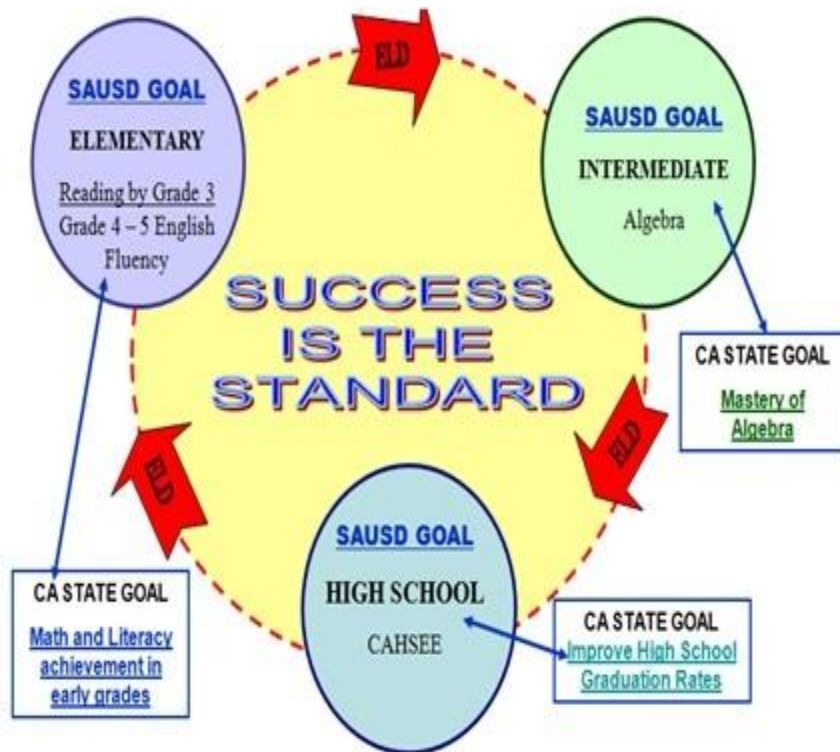 ELD
SAUSD GOAL
ELEMENTARY
Reading by Grade 3
Grade 4 – 5 English
Fluency
SAUSD GOAL
INTERMEDIATE
Algebra
SUCCESS
IS THE
STANDARD
CA STATE GOAL
Mastery of
Algebra
ELD
ELD
SAUSD GOAL
HIGH SCHOOL
CAHSEE
CA STATE GOAL
Math and Literacy
achievement in
early grades
CA STATE GOAL
Improve High School
Graduation Rates